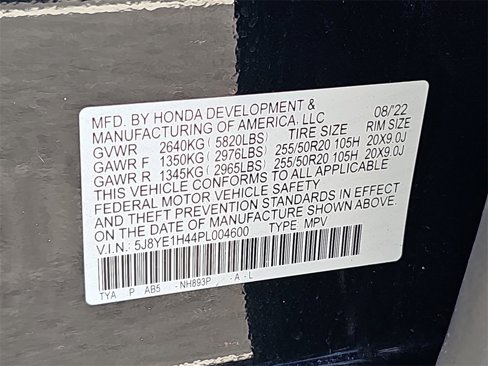 MFD. BY HONDA DEVELOPMENT &
MANUFACTURING OF AMERICA, LLC 08/'22
GVWR 2640KG( 5820LBS) TIRE SIZE RIM SIZE
GAWR F 1350KG( 2976LBS) 255/50R20 105H 20X9.0J
GAWR R 1345KG( 2965LBS) 255/50R20 105H 20X9.0J
THIS VEHICLE CONFORMS TO ALL APPLICABLE
FEDERAL MOTOR VEHICLE SAFETY
AND THEFT PREVENTION STANDARDS IN EFFECT
ON THE DATE OF MANUFACTURE SHOWN ABOVE.
V.I.N.: 5J8YE1H44PL004600 TYPE MPV
TYA P AB5 -NH893P -A-L